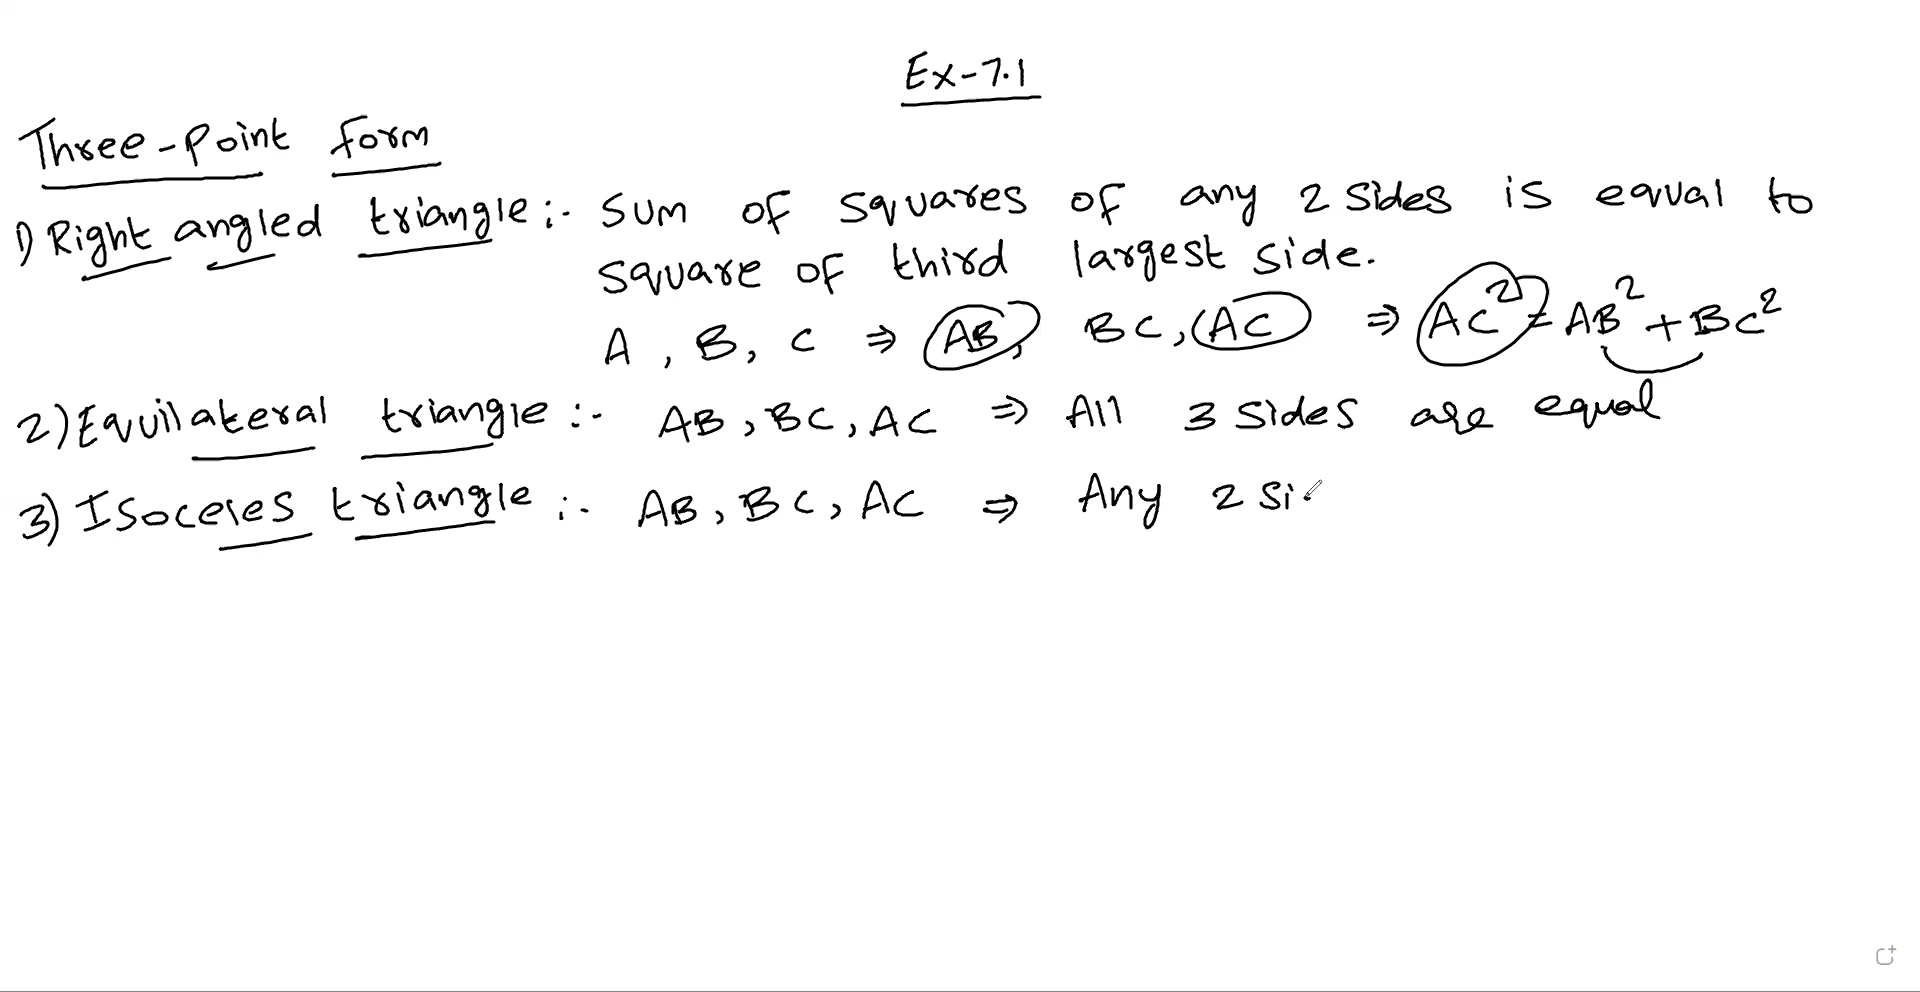 Ex-7.1
Three-Point form
1) Right angled triangle :- Sum of squares of any 2 sides is equal to
square of third largest side.
A, B, C ⇒ AB, BC, AC ⇒ AC² = AB² + BC²
2) Equilateral triangle :- AB, BC, AC ⇒ All 3 sides are equal
3) Isoceles triangle :- AB, BC, AC ⇒ Any 2 Si